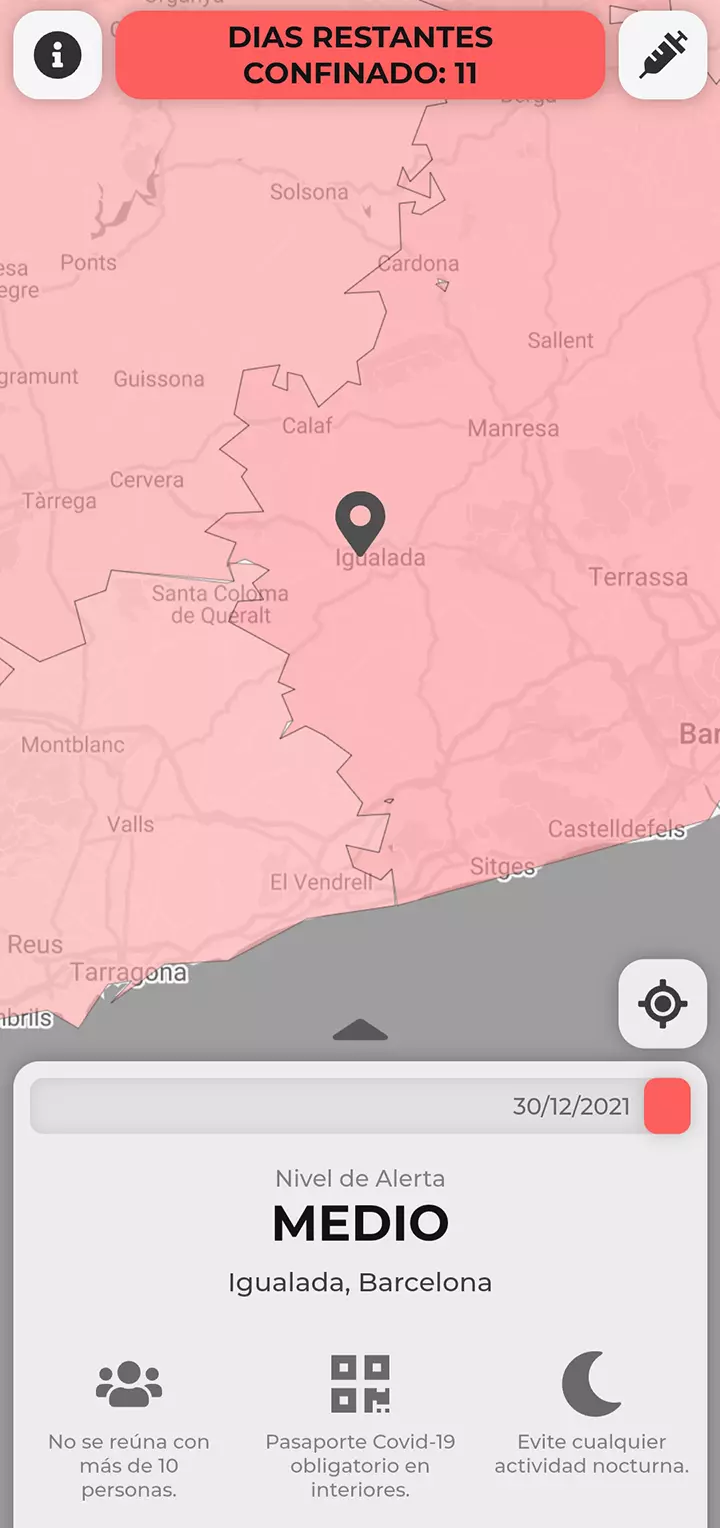 DIAS RESTANTES
CONFINADO: 11
Berga
Solsona
Cardona
Ponts
Sallent
gramunt
Guissona
Calaf
Manresa
Cervera
Tàrrega
Igualada
Terrassa
Santa Coloma
de Queralt
Bar
Montblanc
Valls
Castelldefels
Sitges
El Vendrell
Reus
Tarragona
mbrils
30/12/2021
Nivel de Alerta
MEDIO
Igualada, Barcelona
No se reúna con
más de 10
personas.
Pasaporte Covid-19
obligatorio en
interiores.
Evite cualquier
actividad nocturna.